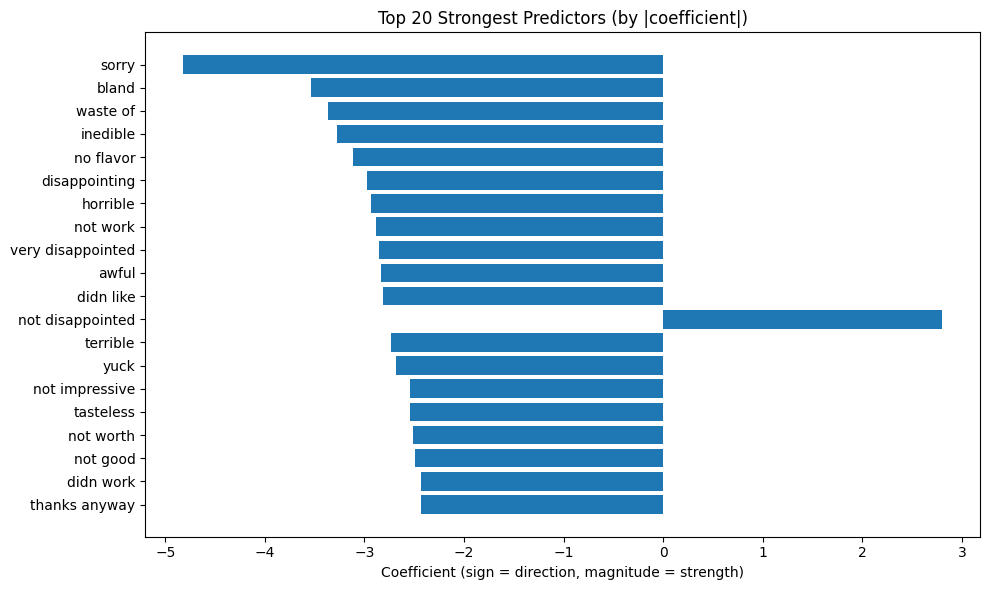 Top 20 Strongest Predictors (by |coefficient|)
sorry
bland
waste of
inedible
no flavor
disappointing
horrible
not work
very disappointed
awful
didn like
not disappointed
terrible
yuck
not impressive
tasteless
not worth
not good
didn work
thanks anyway
−5 −4 −3 −2 −1 0 1 2 3
Coefficient (sign = direction, magnitude = strength)